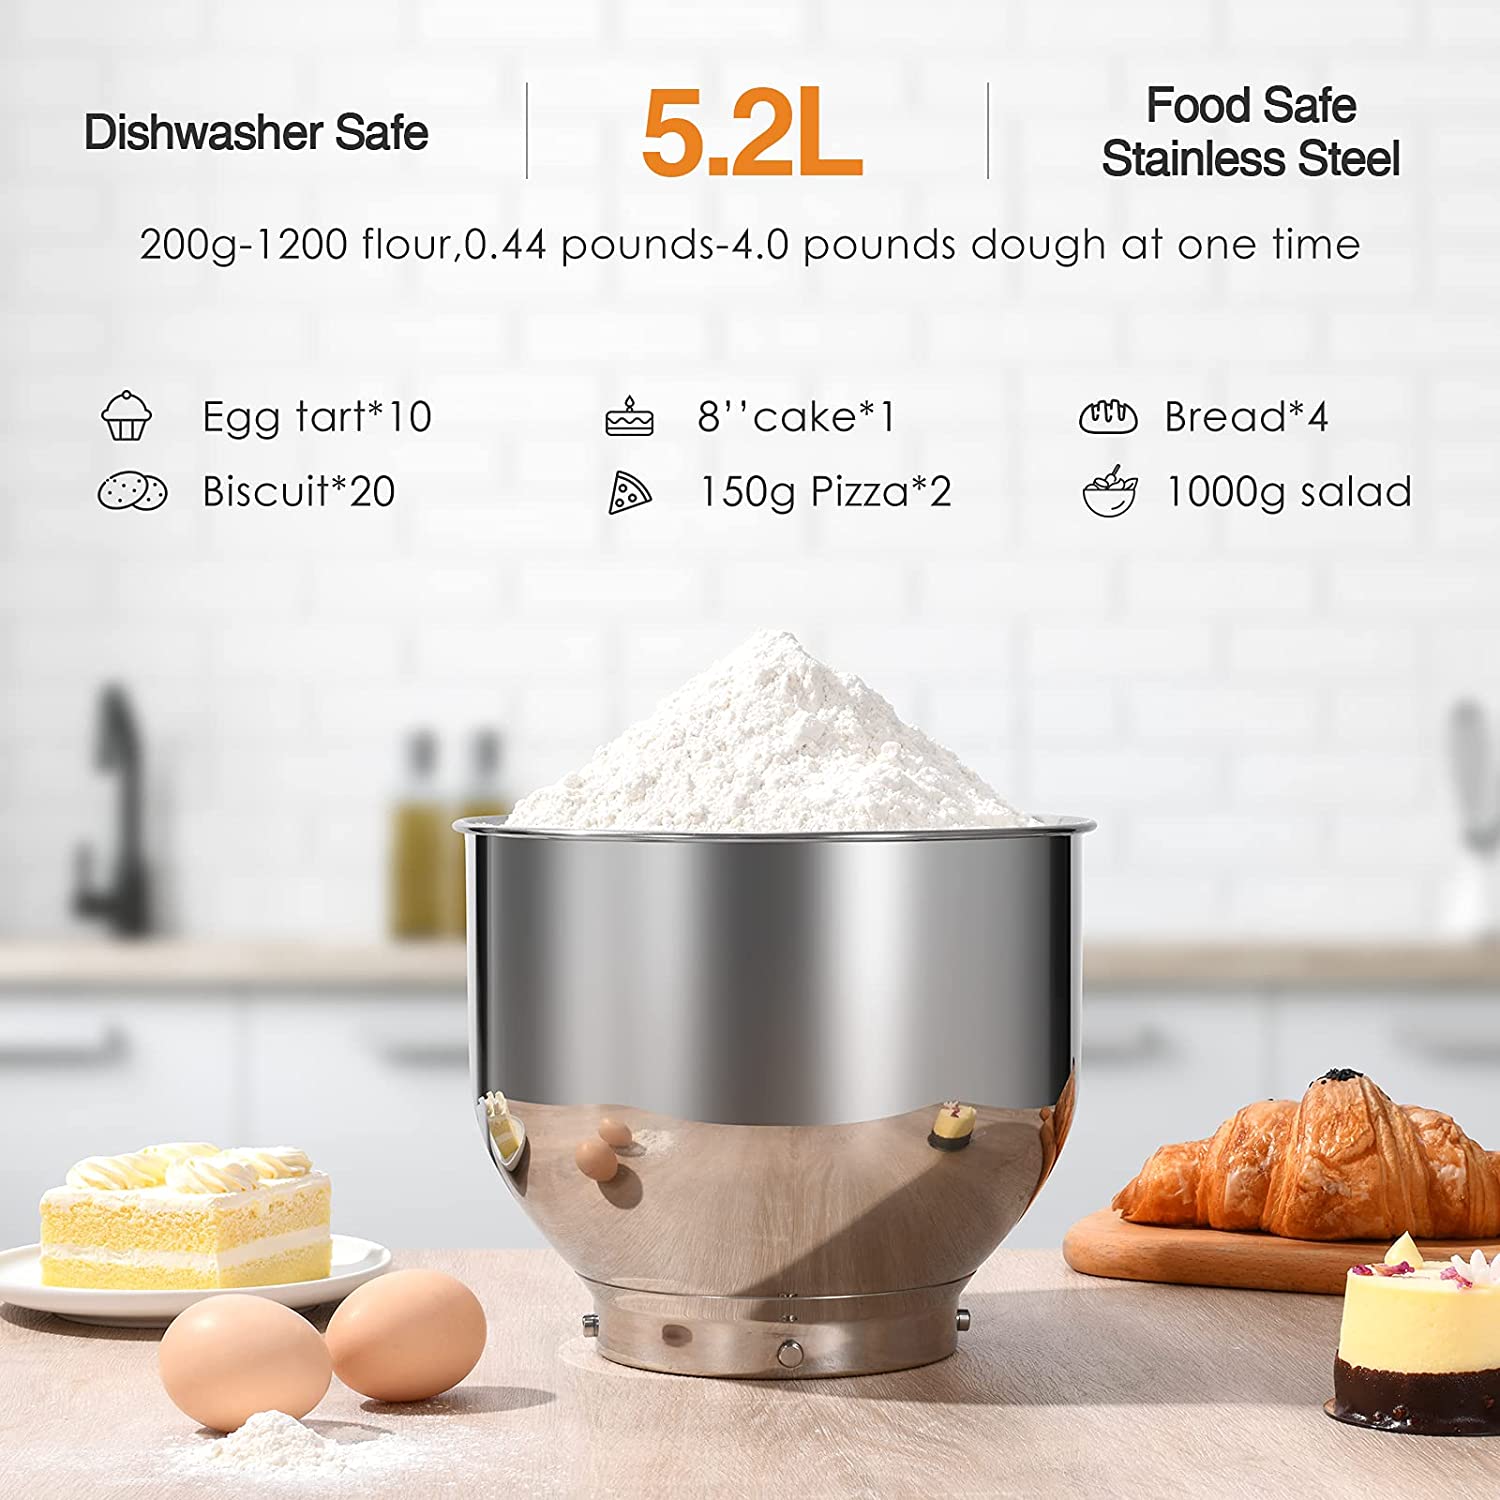 Dishwasher Safe
5.2L
Food Safe
Stainless Steel
200g-1200 flour,0.44 pounds-4.0 pounds dough at one time
Egg tart*10
8’’cake*1
Bread*4
Biscuit*20
150g Pizza*2
1000g salad